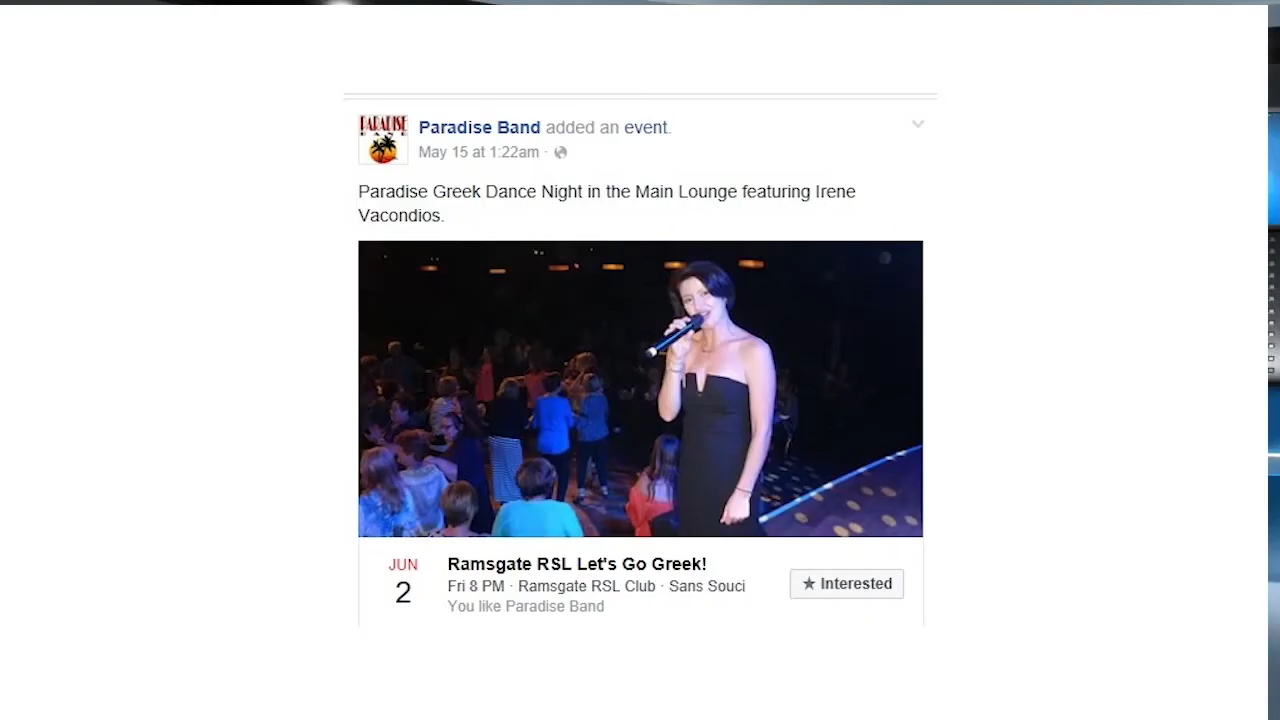 PARADISE
Paradise Band added an event.
May 15 at 1:22am ·
Paradise Greek Dance Night in the Main Lounge featuring Irene
Vacondios.
JUN
2
Ramsgate RSL Let's Go Greek!
Fri 8 PM · Ramsgate RSL Club · Sans Souci
You like Paradise Band
★ Interested